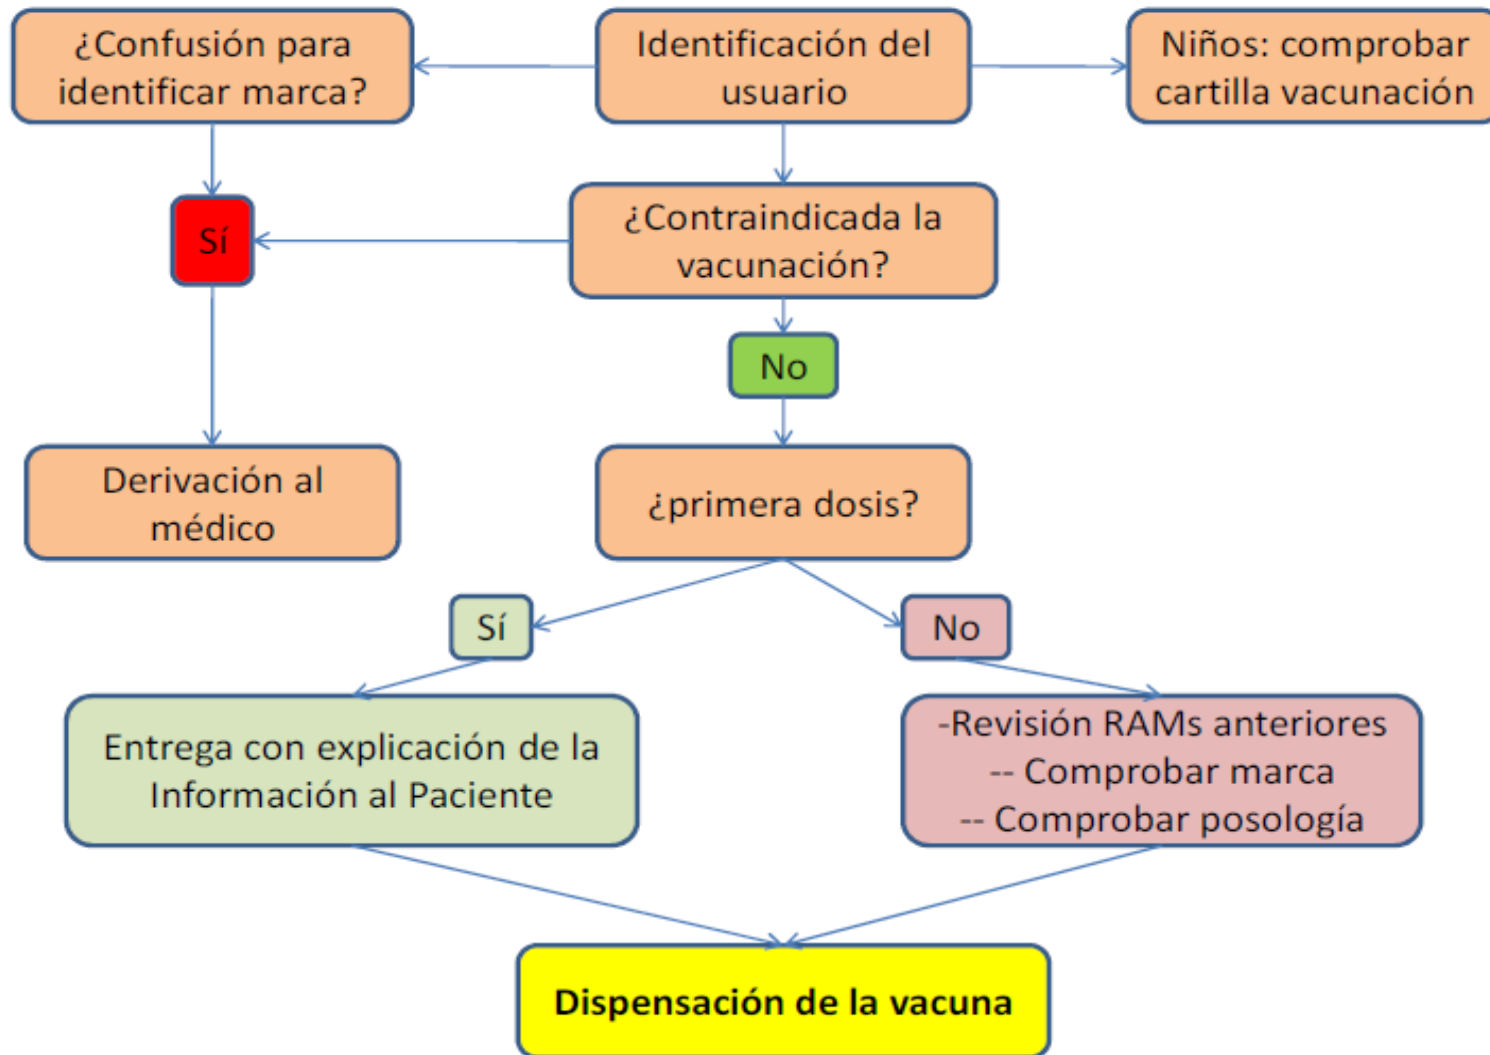 ¿Confusión para
identificar marca?
Identificación del
usuario
Niños: comprobar
cartilla vacunación
Sí
¿Contraindicada la
vacunación?
No
Derivación al
médico
¿primera dosis?
Sí
No
Entrega con explicación de la
Información al Paciente
-Revisión RAMs anteriores
-- Comprobar marca
-- Comprobar posología
Dispensación de la vacuna